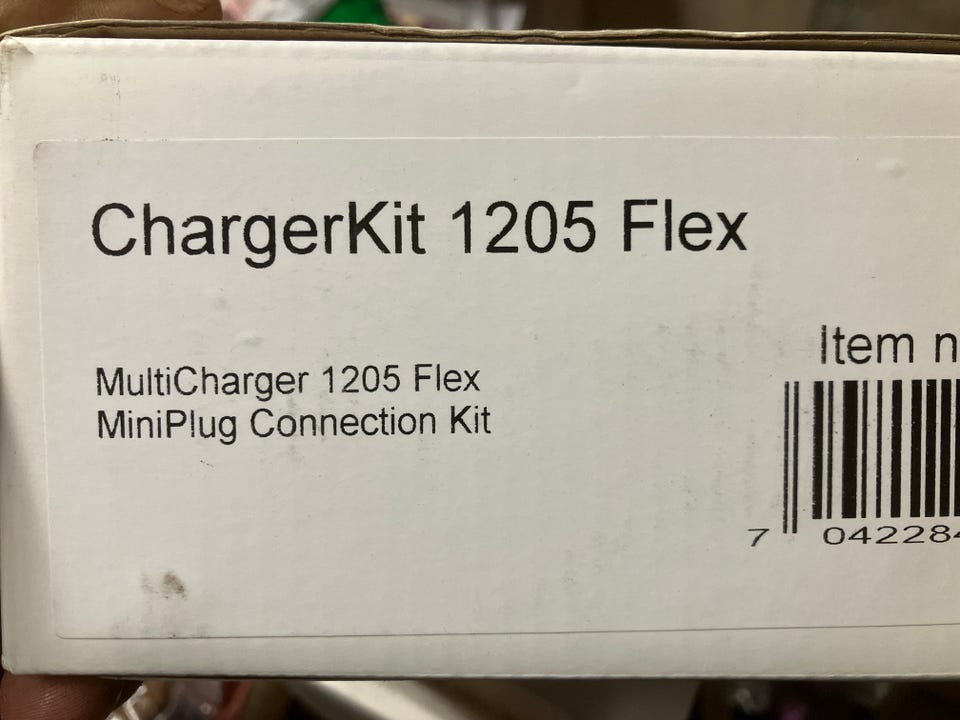 ChargerKit 1205 Flex
MultiCharger 1205 Flex
MiniPlug Connection Kit
Item n
7 04228